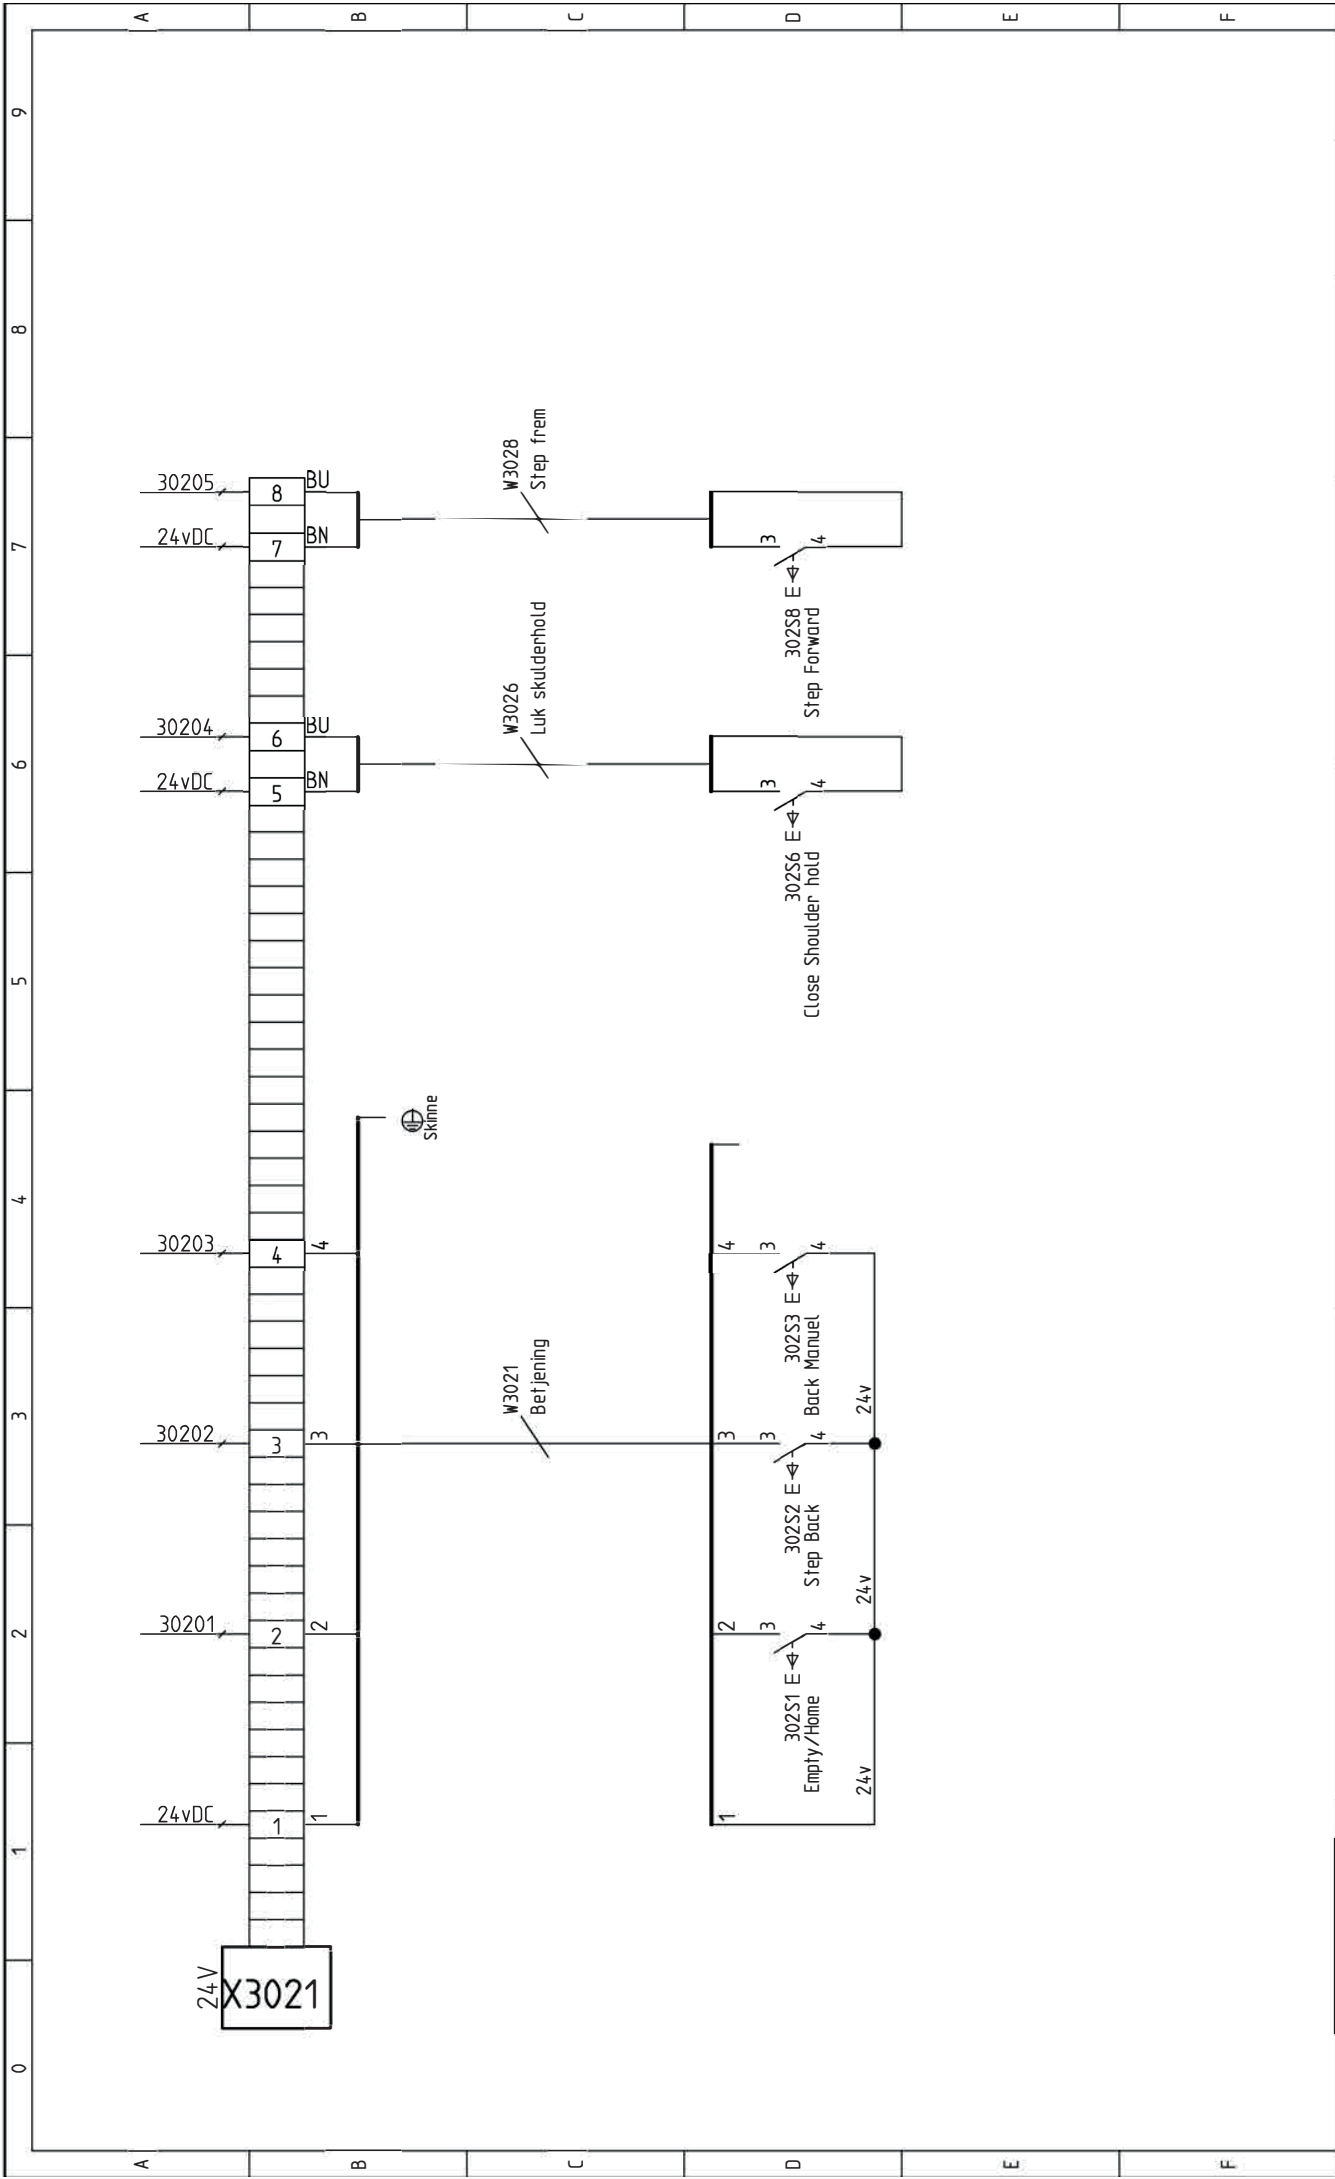 0 1 2 3 4 5 6 7 8 9
A A
B B
C C
D D
E E
F F
24V
X3021
24vDC
30201
30202
30203
24vDC
30204
24vDC
30205
1
2
3
4
5
6
7
8
1
2
3
4
BN
BU
BN
BU
Skinne
W3021
Betjening
W3026
Luk skulderhold
W3028
Step frem
1
2
3
4
3
4
302S1
Empty/Home
3
4
302S2
Step Back
3
4
302S3
Back Manuel
3
4
302S6
Close Shoulder hold
3
4
302S8
Step Forward
24v
24v
24v